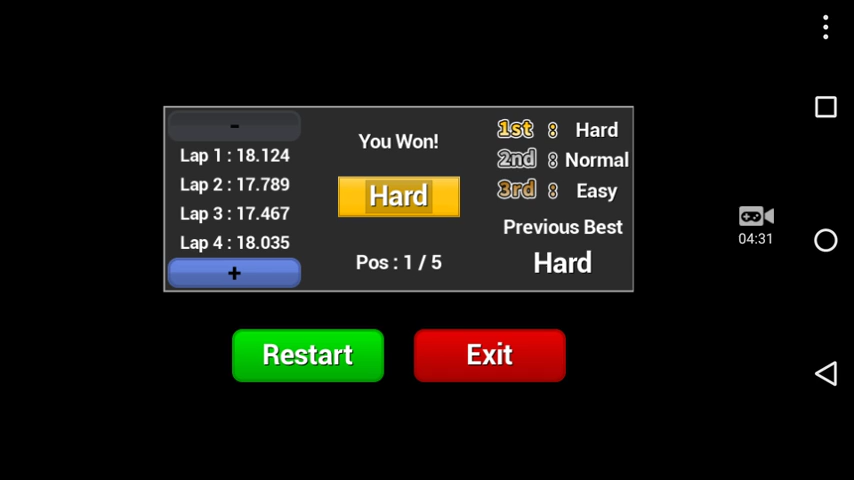 -
Lap 1 : 18.124
Lap 2 : 17.789
Lap 3 : 17.467
Lap 4 : 18.035
+
You Won!
Hard
Pos : 1 / 5
1st : Hard
2nd : Normal
3rd : Easy
Previous Best
Hard
Restart
Exit
04:31